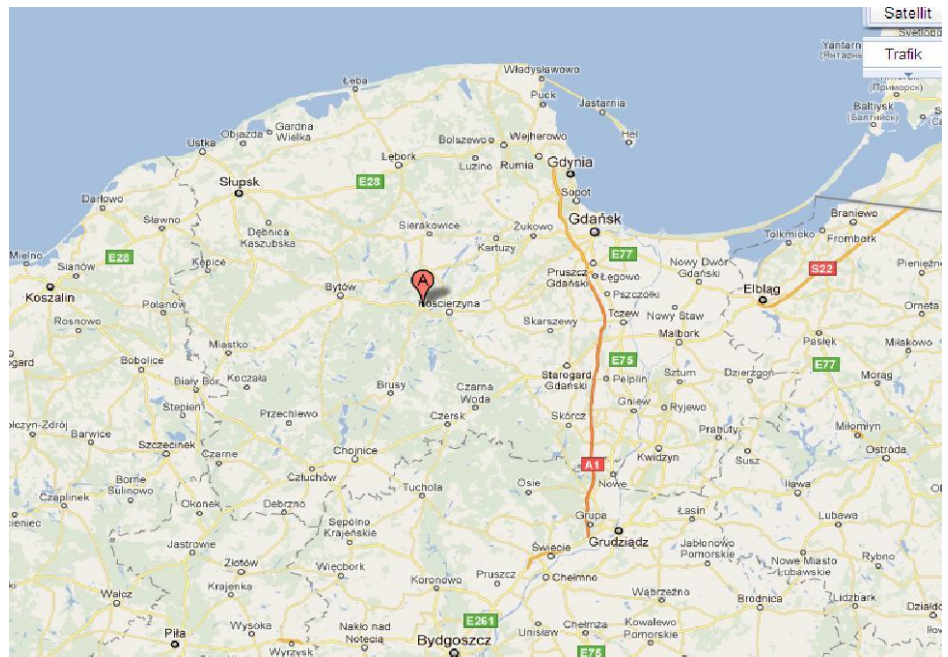 Satellit
Trafik
Svetlogo
Yantarn
(Янтарны
(Приморск)
Baltiysk
(Балтийск)
Władysławowo
Puck
Jastarnia
Łeba
Hel
Gardna
Wielka
Objazda
Ustka
Bolszewo
Wejherowo
Lębork
Luzino
Rumia
Gdynia
Sopot
Słupsk
E28
Darłowo
Sławno
Dębnica
Kaszubska
Sierakowice
Żukowo
Gdańsk
Kartuzy
Braniewo
Tolkmicko
Frombork
Mielno
Sianów
E28
Kępice
E77
Pruszcz
Gdański
Łęgowo
Nowy Dwór
Gdański
S22
Pieniężno
Koszalin
Polanów
Bytów
A
Kościerzyna
Pszczółki
Elbląg
Orneta
Rosnowo
Skarszewy
Tczew
Nowy Staw
Malbork
Miastko
Pasłęk
Miłakowo
Bobolice
E75
E77
Biały Bór
Koczała
Brusy
Czarna
Woda
Starogard
Gdański
Pelplin
Sztum
Dzierzgoń
Morąg
Stepień
Przechlewo
Czersk
Skórcz
Gniew
Ryjewo
Barwice
Szczecinek
Czarne
Chojnice
Prabuty
Miłomłyn
Człuchów
A1
Kwidzyn
Susz
Ostróda
Czaplinek
Borne
Sulinowo
Okonek
Debrzno
Tuchola
Osie
Nowe
Iława
Sępólno
Krajeńskie
Grupa
Łasin
Lubawa
Jastrowie
Grudziądz
Jabłonowo
Pomorskie
Świecie
Nowe Miasto
Lubawskie
Rybno
Złotów
Więcbork
Koronowo
Pruszcz
Chełmno
Wałcz
Krajenka
Wąbrzeźno
Brodnica
Lidzbark
Działdo
E261
Piła
Wysoka
Nakło nad
Notecią
Bydgoszcz
Unisław
Chełmża
Kowalewo
Pomorskie
Wyrzysk
E75